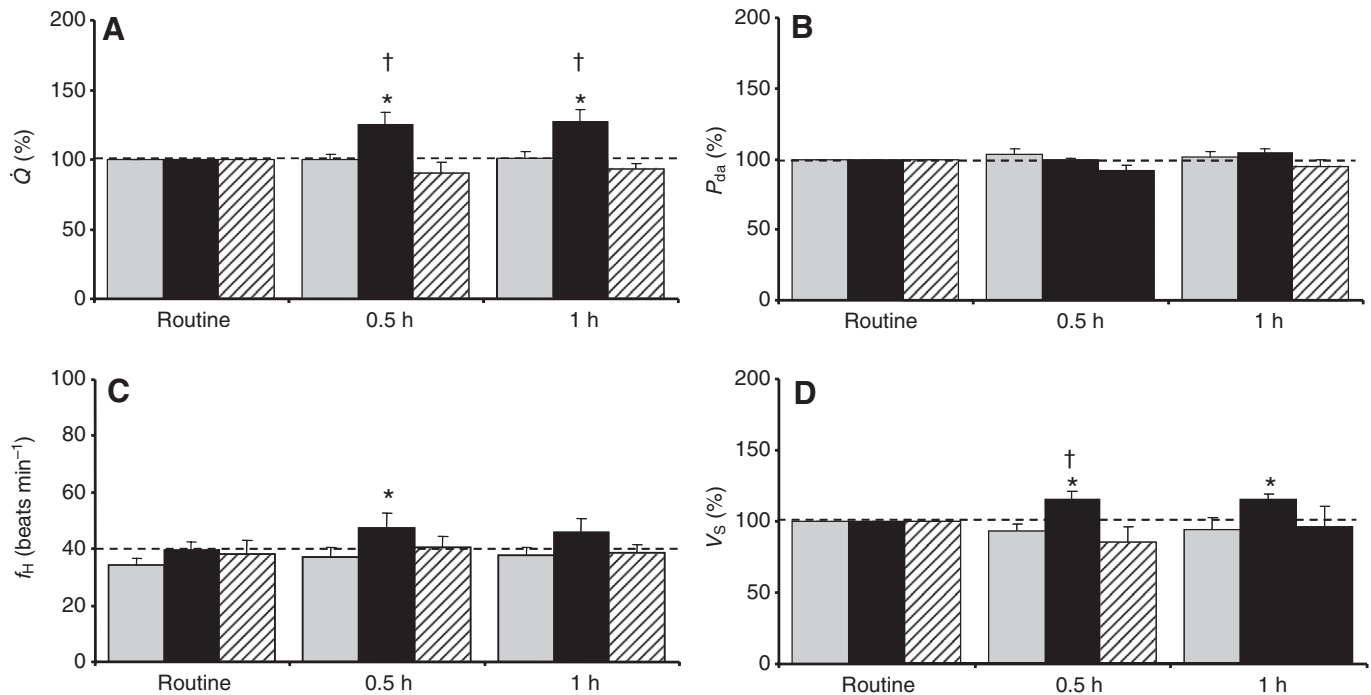 A
200
150
100
50
0
Q̇ (%)
† †
* *
Routine 0.5 h 1 h
B
200
150
100
50
0
Pda (%)
Routine 0.5 h 1 h
C
100
80
60
40
20
0
fH (beats min⁻¹)
*
Routine 0.5 h 1 h
D
200
150
100
50
0
VS (%)
†
* *
Routine 0.5 h 1 h